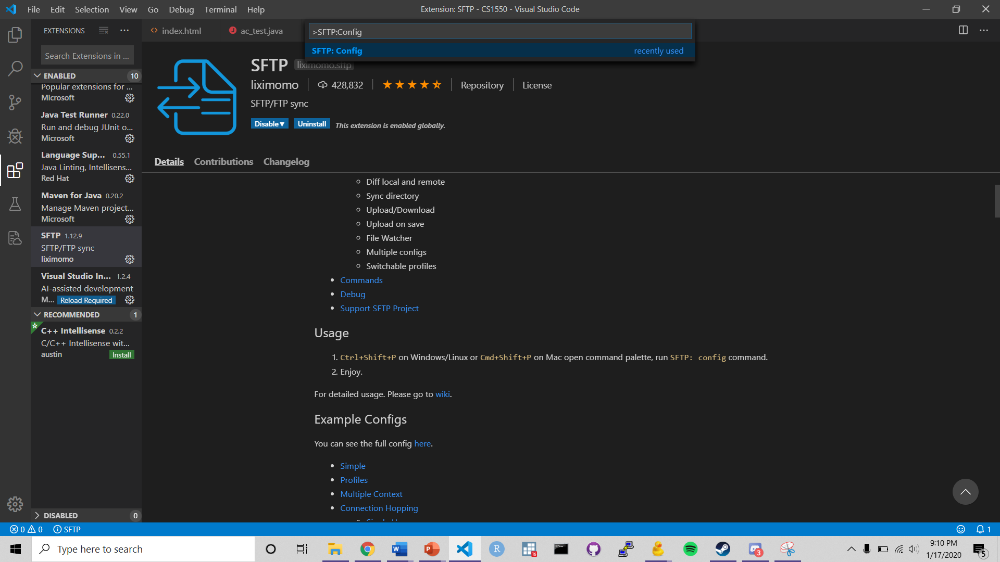 File Edit Selection View Go Debug Terminal Help
Extension: SFTP - CS1550 - Visual Studio Code
EXTENSIONS
index.html
ac_test.java
>SFTP:Config
SFTP: Config recently used
Search Extensions in ...
ENABLED 10
Popular extensions for ...
Microsoft
Java Test Runner 0.22.0
Run and debug JUnit o...
Microsoft
Language Sup... 0.55.1
Java Linting, Intellisens...
Red Hat
Maven for Java 0.20.2
Manage Maven project...
Microsoft
SFTP 1.12.9
SFTP/FTP sync
liximomo
Visual Studio In... 1.2.4
AI-assisted development
M... Reload Required
RECOMMENDED 1
C++ Intellisense 0.2.2
C/C++ Intellisense wit...
austin Install
DISABLED 0
SFTP liximomo.sftp
liximomo 428,832 Repository License
SFTP/FTP sync
Disable Uninstall This extension is enabled globally.
Details Contributions Changelog
Diff local and remote
Sync directory
Upload/Download
Upload on save
File Watcher
Multiple configs
Switchable profiles
Commands
Debug
Support SFTP Project
Usage
1. Ctrl+Shift+P on Windows/Linux or Cmd+Shift+P on Mac open command palette, run SFTP: config command.
2. Enjoy.
For detailed usage. Please go to wiki.
Example Configs
You can see the full config here.
Simple
Profiles
Multiple Context
Connection Hopping
0 0 SFTP 1
Type here to search
9:10 PM
1/17/2020
16
3
5